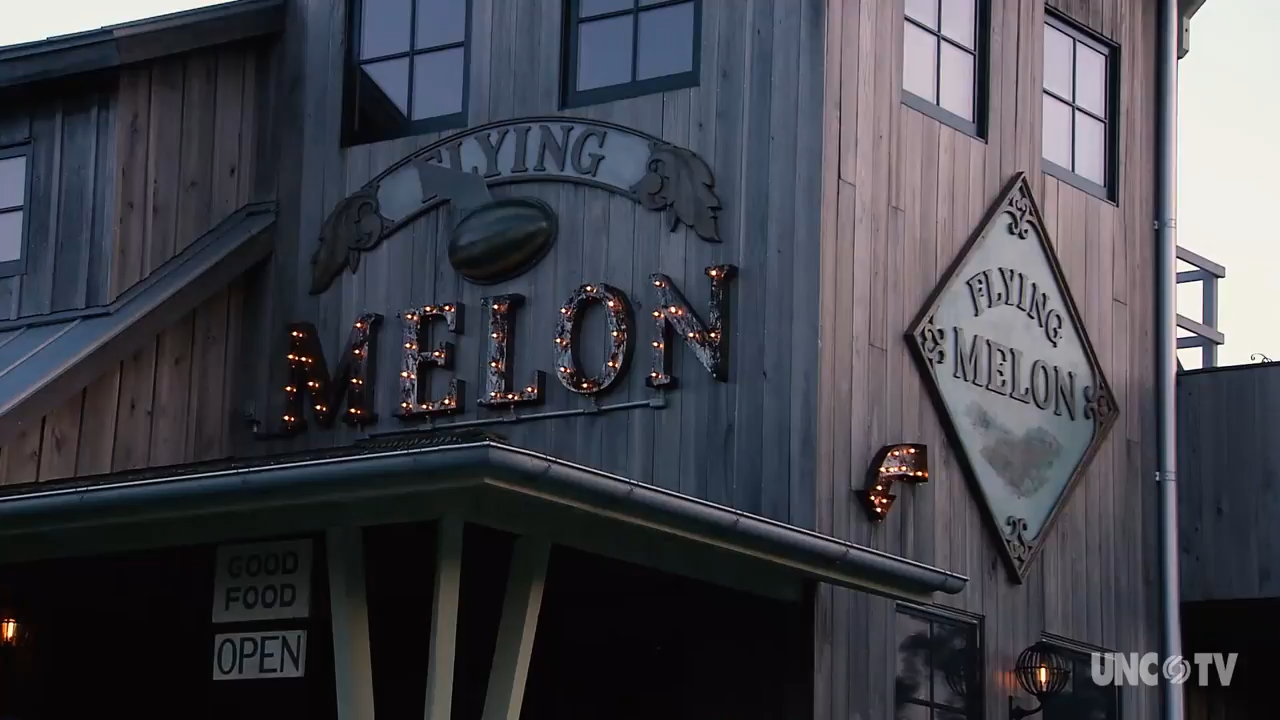 FLYING
MELON
FLYING
MELON
GOOD
FOOD
OPEN
UNC TV